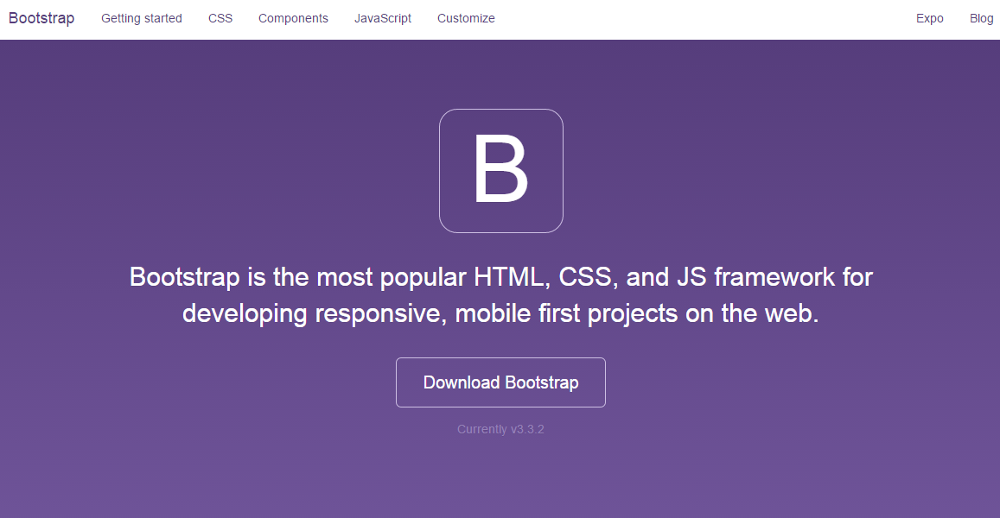 Bootstrap Getting started CSS Components JavaScript Customize Expo Blog
B
Bootstrap is the most popular HTML, CSS, and JS framework for
developing responsive, mobile first projects on the web.
Download Bootstrap
Currently v3.3.2